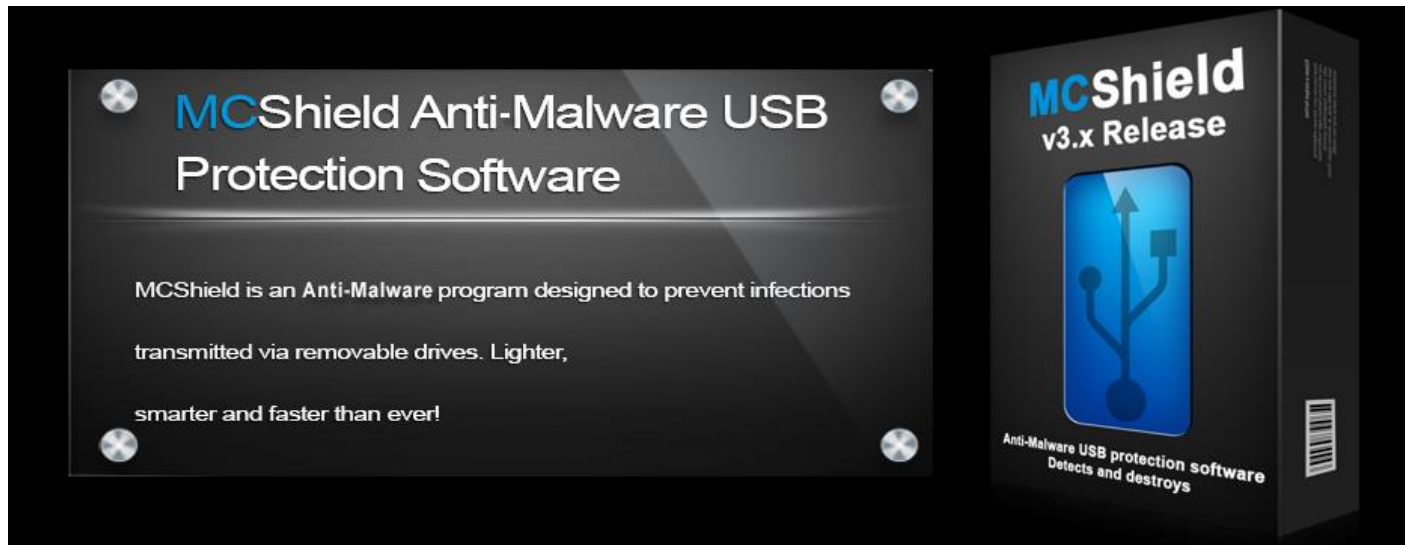 MCShield Anti-Malware USB
Protection Software
MCShield is an Anti-Malware program designed to prevent infections
transmitted via removable drives. Lighter,
smarter and faster than ever!
MCShield
v3.x Release
Anti-Malware USB protection software
Detects and destroys